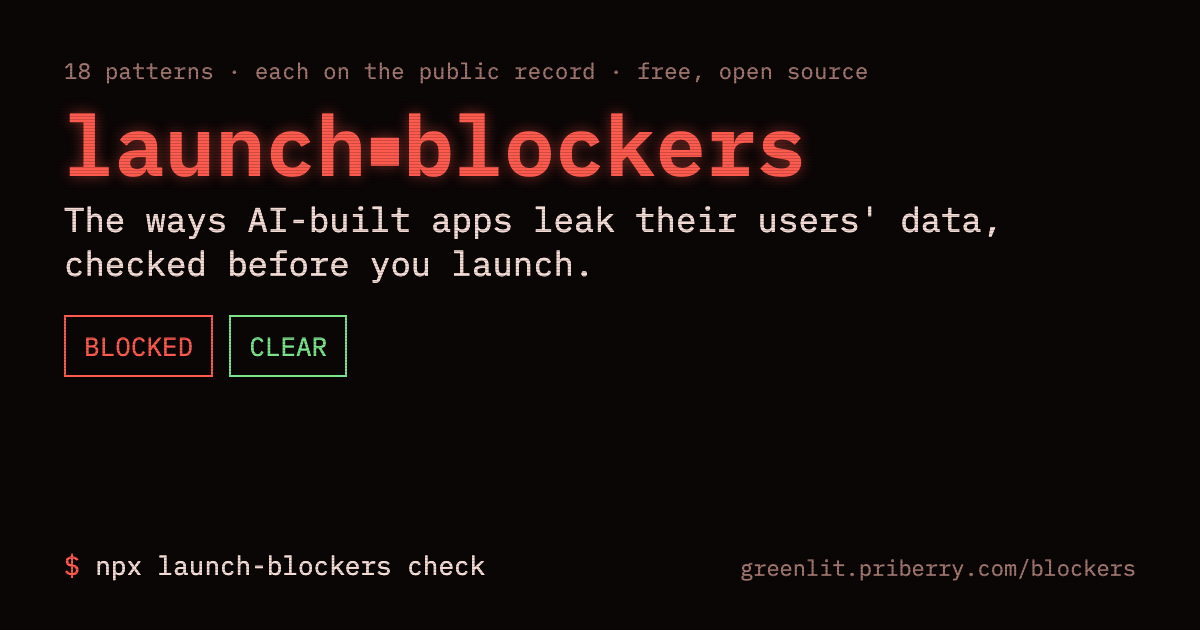 18 patterns · each on the public record · free, open source
launch▪blockers
The ways AI-built apps leak their users' data,
checked before you launch.
BLOCKED
CLEAR
$ npx launch-blockers check
greenlit.priberry.com/blockers